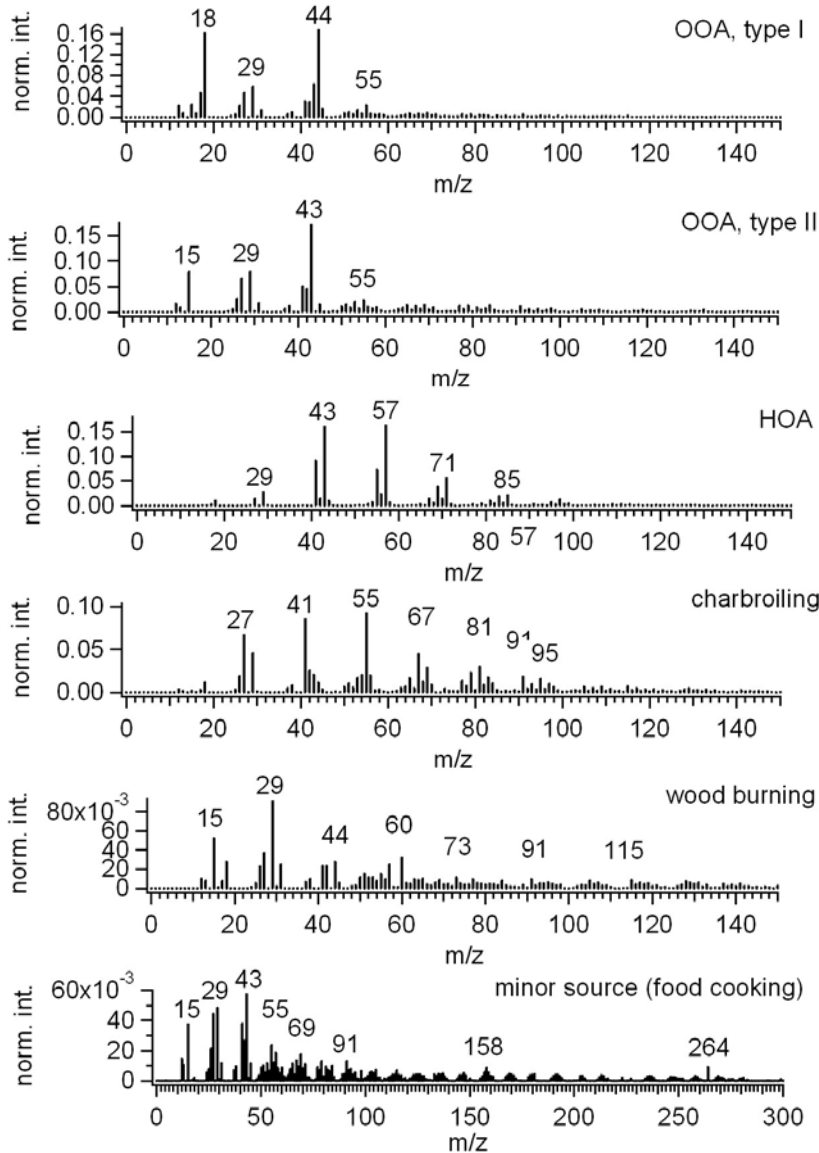 OOA, type I
norm. int.
0.16
0.12
0.08
0.04
0.00
18
29
44
55
0 20 40 60 80 100 120 140
m/z
OOA, type II
norm. int.
0.15
0.10
0.05
0.00
15
29
43
55
0 20 40 60 80 100 120 140
m/z
HOA
norm. int.
0.15
0.10
0.05
0.00
29
43
57
71
85
0 20 40 60 80 100 120 140
57
m/z
charbroiling
norm. int.
0.10
0.05
0.00
27
41
55
67
81
91
95
0 20 40 60 80 100 120 140
m/z
wood burning
norm. int.
80x10-3
60
40
20
0
15
29
44
60
73
91
115
0 20 40 60 80 100 120 140
m/z
minor source (food cooking)
norm. int.
60x10-3
40
20
0
15
29
43
55
69
91
158
264
0 50 100 150 200 250 300
m/z